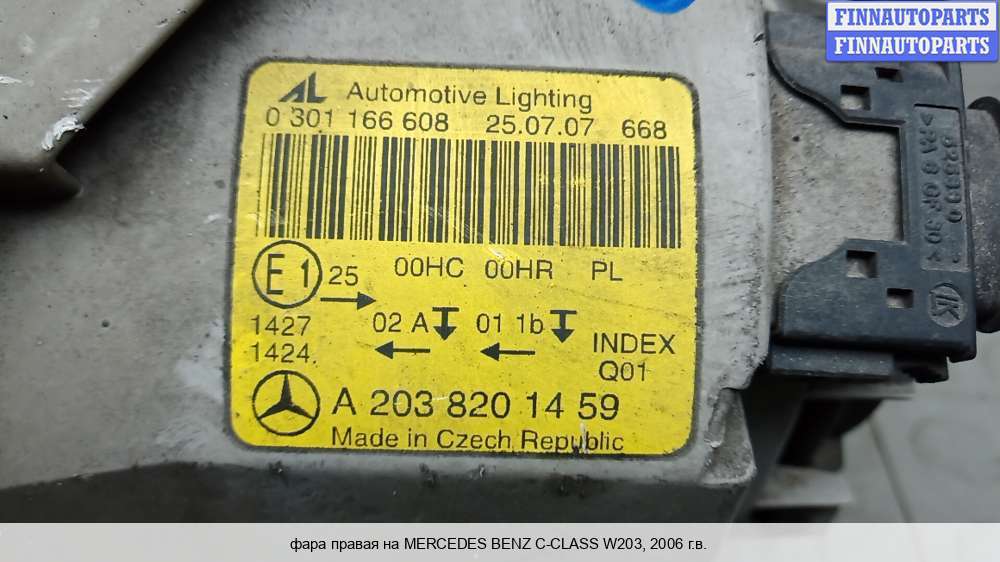 FINNAUTOPARTS
FINNAUTOPARTS
AL Automotive Lighting
0 301 166 608 25.07.07 668
E1 25 00HC 00HR PL
1427 02 A 01 1b
1424. INDEX
Q01
A 203 820 14 59
Made in Czech Republic
IK
фара правая на MERCEDES BENZ C-CLASS W203, 2006 г.в.